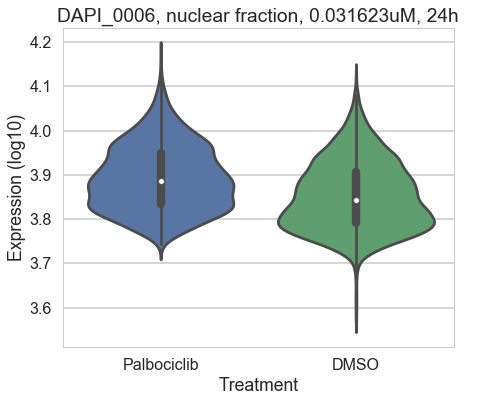 DAPI_0006, nuclear fraction, 0.031623uM, 24h
4.2
4.1
4.0
3.9
3.8
3.7
3.6
Expression (log10)
Palbociclib
DMSO
Treatment